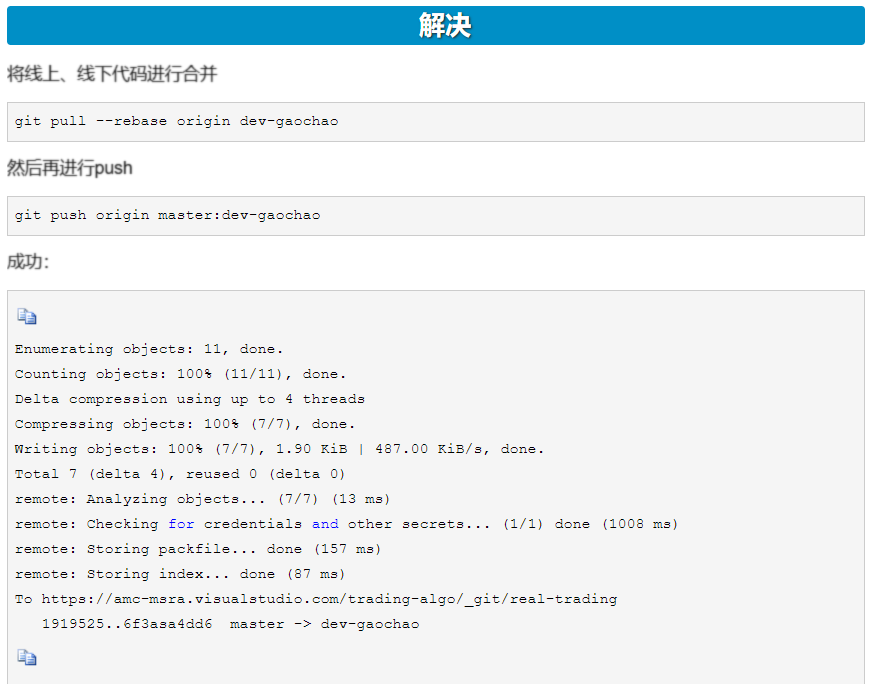 解决
将线上、线下代码进行合并
git pull --rebase origin dev-gaochao
然后再进行push
git push origin master:dev-gaochao
成功:
Enumerating objects: 11, done.
Counting objects: 100% (11/11), done.
Delta compression using up to 4 threads
Compressing objects: 100% (7/7), done.
Writing objects: 100% (7/7), 1.90 KiB | 487.00 KiB/s, done.
Total 7 (delta 4), reused 0 (delta 0)
remote: Analyzing objects... (7/7) (13 ms)
remote: Checking for credentials and other secrets... (1/1) done (1008 ms)
remote: Storing packfile... done (157 ms)
remote: Storing index... done (87 ms)
To https://amc-msra.visualstudio.com/trading-algo/_git/real-trading
1919525..6f3asa4dd6  master -> dev-gaochao